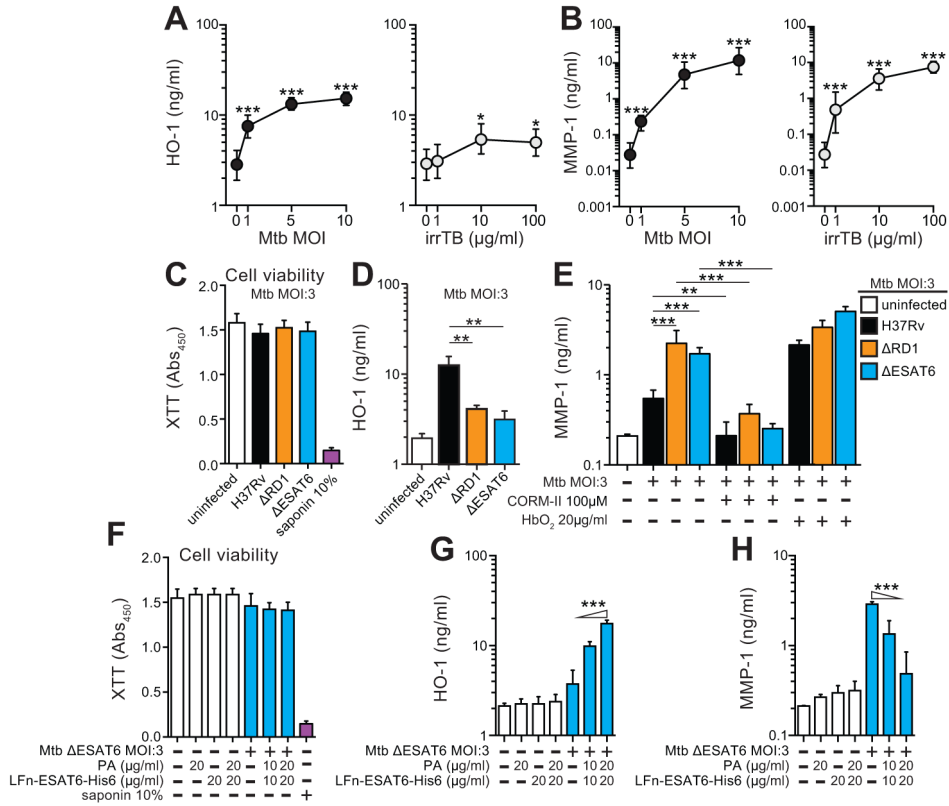 A
HO-1 (ng/ml)
100
10
1
0 1 5 10
Mtb MOI
0 1 10 100
irrTB (µg/ml)
*** *** ***
* *
B
MMP-1 (ng/ml)
100
10
1
0.1
0.01
0.001
0 1 5 10
Mtb MOI
100
10
1
0.1
0.01
0.001
0 1 10 100
irrTB (µg/ml)
*** *** ***
*** *** ***
C
Cell viability
Mtb MOI:3
XTT (Abs450)
2.0
1.5
1.0
0.5
0.0
uninfected
H37Rv
ΔRD1
ΔESAT6
saponin 10%
D
Mtb MOI:3
HO-1 (ng/ml)
100
10
1
**
**
uninfected
H37Rv
ΔRD1
ΔESAT6
E
MMP-1 (ng/ml)
10
1
0.1
***
***
**
***
***
Mtb MOI:3
uninfected
H37Rv
ΔRD1
ΔESAT6
Mtb MOI:3 – + + + + + + + + +
CORM-II 100µM – – – – + + + – – –
HbO2 20µg/ml – – – – – – – + + +
F
Cell viability
XTT (Abs450)
2.0
1.5
1.0
0.5
0.0
Mtb ΔESAT6 MOI:3 – – – – + + + –
PA (µg/ml) – 20 – 20 – 10 20 –
LFn-ESAT6-His6 (µg/ml) – – 20 20 – 10 20 –
saponin 10% – – – – – – – +
G
HO-1 (ng/ml)
100
10
1
***
Mtb ΔESAT6 MOI:3 – – – – + + +
PA (µg/ml) – 20 – 20 – 10 20
LFn-ESAT6-His6 (µg/ml) – – 20 20 – 10 20
H
MMP-1 (ng/ml)
10
1
0.1
***
Mtb ΔESAT6 MOI:3 – – – – + + +
PA (µg/ml) – 20 – 20 – 10 20
LFn-ESAT6-His6 (µg/ml) – – 20 20 – 10 20